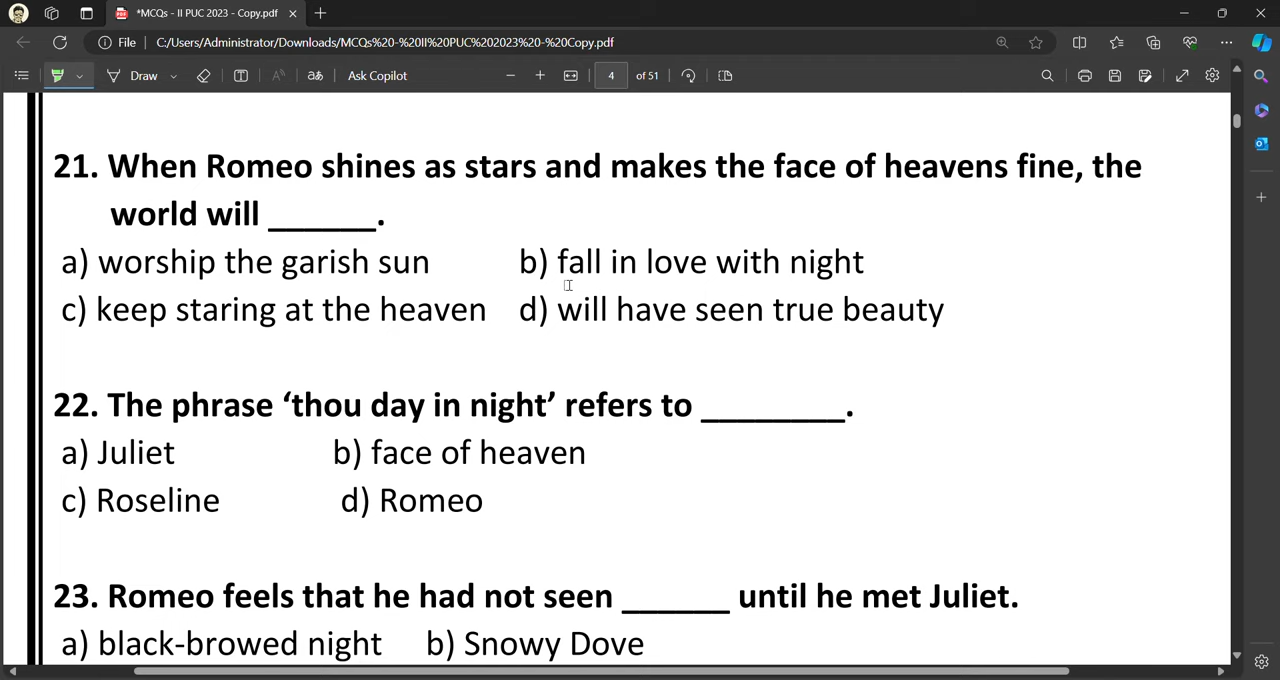 *MCQs - II PUC 2023 - Copy.pdf
File
C:/Users/Administrator/Downloads/MCQs%20-%20II%20PUC%202023%20-%20Copy.pdf
Draw
Ask Copilot
4 of 51
21. When Romeo shines as stars and makes the face of heavens fine, the
world will ______.
a) worship the garish sun b) fall in love with night
c) keep staring at the heaven d) will have seen true beauty
22. The phrase ‘thou day in night’ refers to ________.
a) Juliet b) face of heaven
c) Roseline d) Romeo
23. Romeo feels that he had not seen ______ until he met Juliet.
a) black-browed night b) Snowy Dove